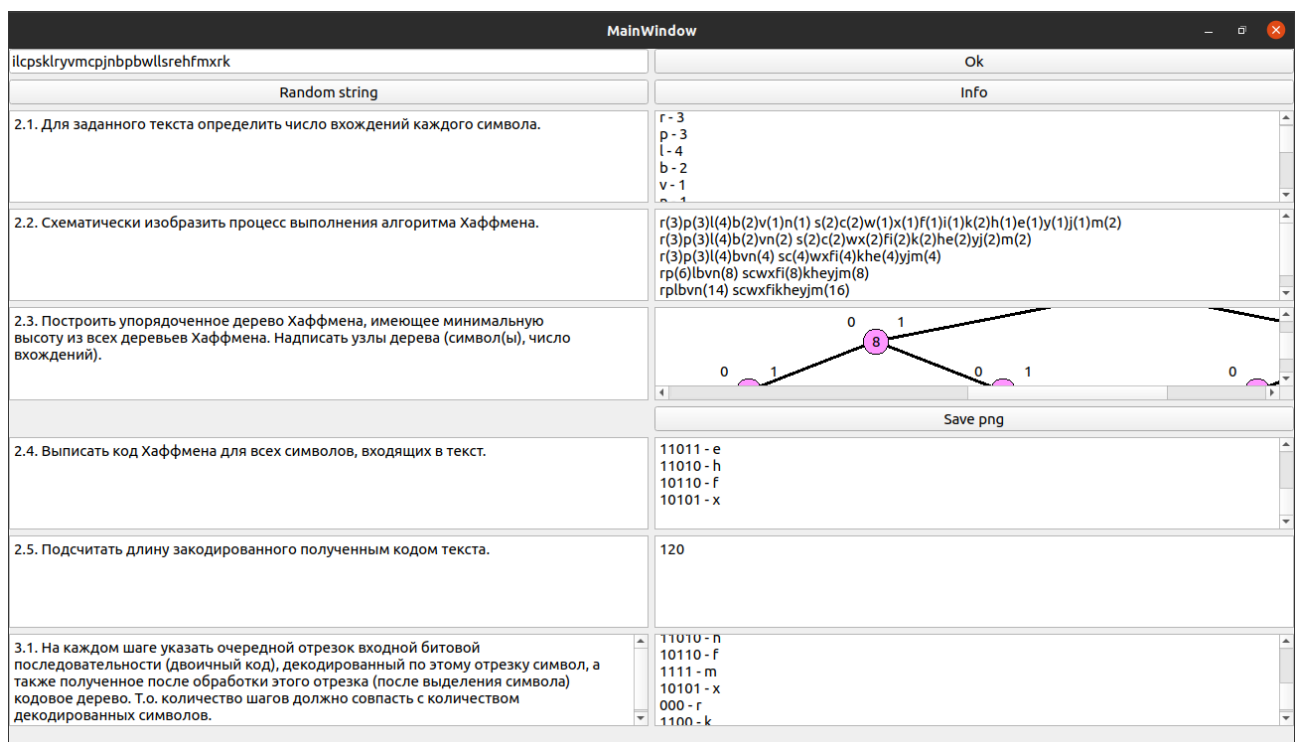 MainWindow
ilcpsklryvmcpjnbpbwllsrehfmxrk
Ok
Random string
Info
2.1. Для заданного текста определить число вхождений каждого символа.
r - 3
p - 3
l - 4
b - 2
v - 1
n - 1
2.2. Схематически изобразить процесс выполнения алгоритма Хаффмена.
r(3)p(3)l(4)b(2)v(1)n(1) s(2)c(2)w(1)x(1)f(1)i(1)k(2)h(1)e(1)y(1)j(1)m(2)
r(3)p(3)l(4)b(2)vn(2) s(2)c(2)wx(2)fi(2)k(2)he(2)yj(2)m(2)
r(3)p(3)l(4)bvn(4) sc(4)wxfi(4)khe(4)yjm(4)
rp(6)lbvn(8) scwxfi(8)kheyjm(8)
rplbvn(14) scwxfikheyjm(16)
2.3. Построить упорядоченное дерево Хаффмена, имеющее минимальную
высоту из всех деревьев Хаффмена. Надписать узлы дерева (символ(ы), число
вхождений).
0 1
8
0 1 0 1 0
Save png
2.4. Выписать код Хаффмена для всех символов, входящих в текст.
11011 - e
11010 - h
10110 - f
10101 - x
2.5. Подсчитать длину закодированного полученным кодом текста.
120
3.1. На каждом шаге указать очередной отрезок входной битовой
последовательности (двоичный код), декодированный по этому отрезку символ, а
также полученное после обработки этого отрезка (после выделения символа)
кодовое дерево. Т.о. количество шагов должно совпасть с количеством
декодированных символов.
11010 - h
10110 - f
1111 - m
10101 - x
000 - r
1100 - k